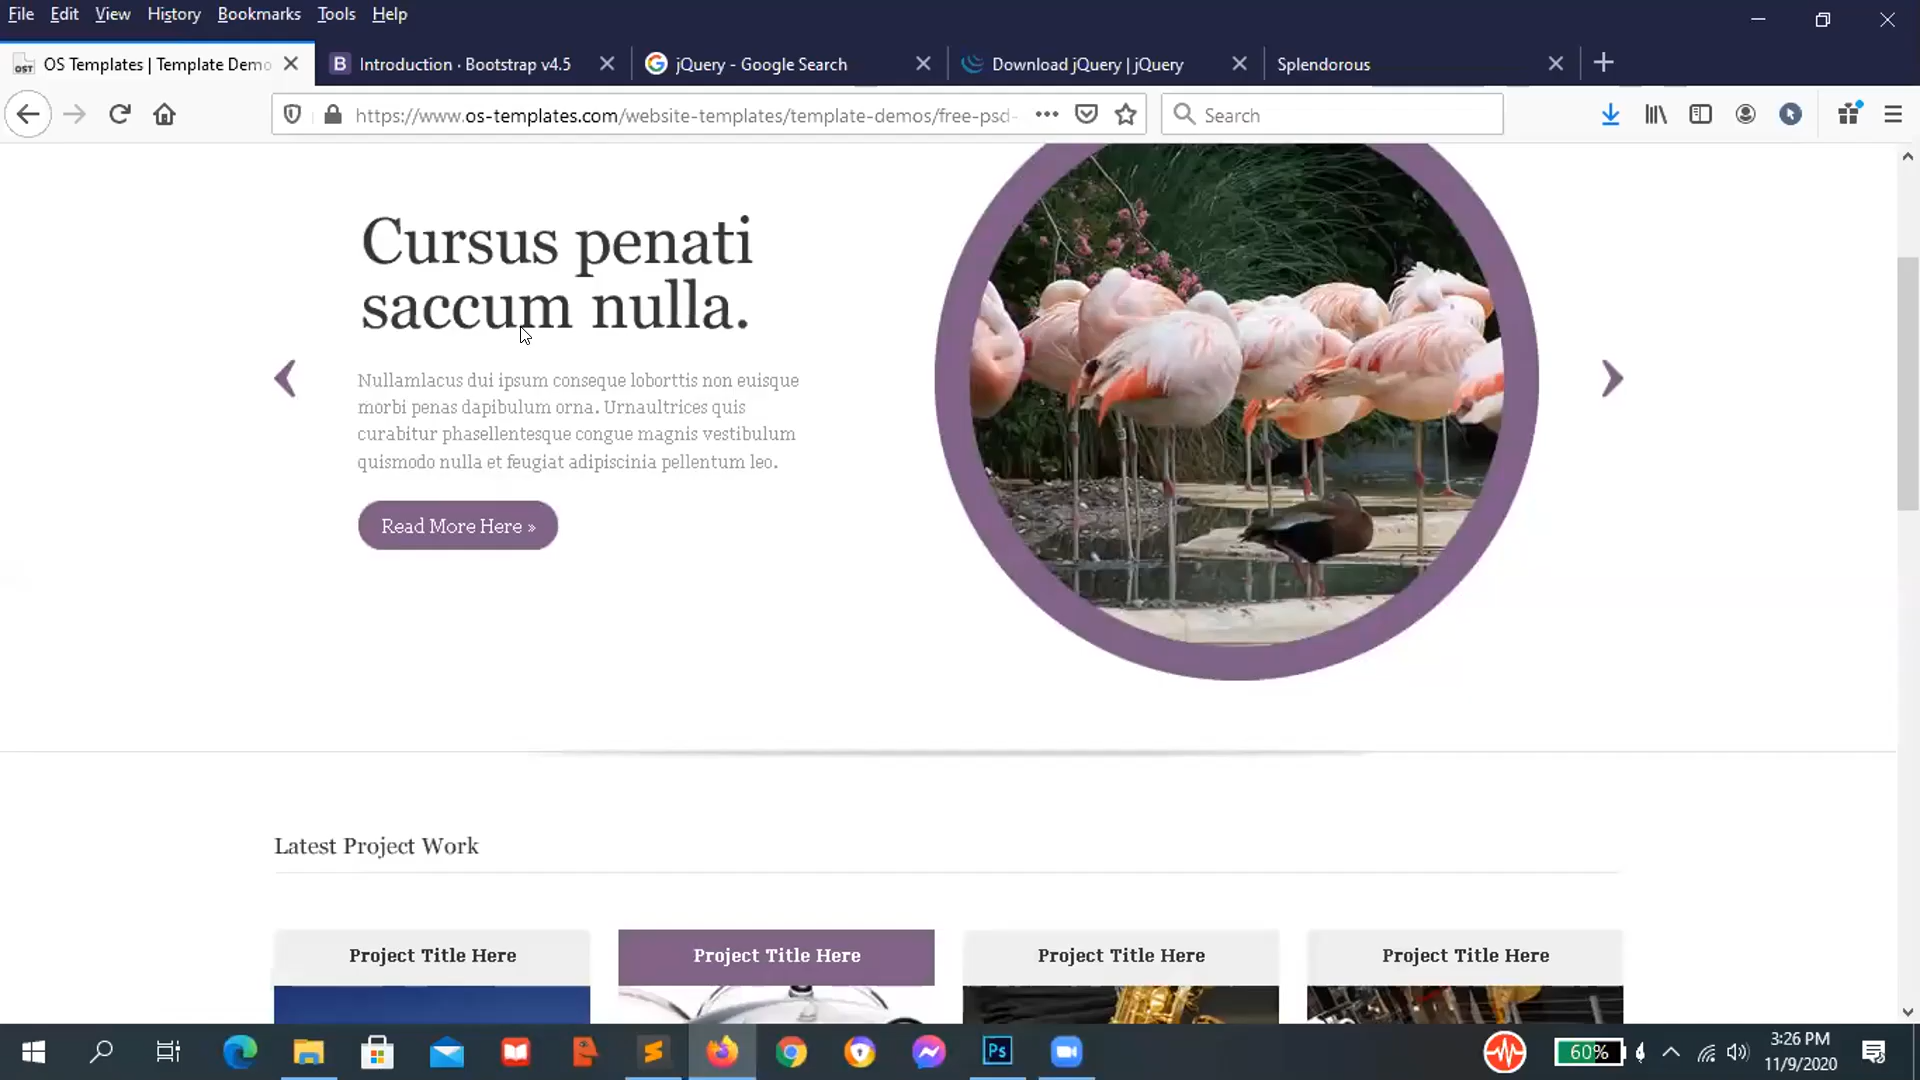 File Edit View History Bookmarks Tools Help
OST OS Templates | Template Demo
B Introduction · Bootstrap v4.5
jQuery - Google Search
Download jQuery | jQuery
Splendorous
https://www.os-templates.com/website-templates/template-demos/free-psd-
Search
Cursus penati
saccum nulla.
Nullamlacus dui ipsum conseque loborttis non euisque
morbi penas dapibulum orna. Urnaultrices quis
curabitur phasellentesque congue magnis vestibulum
quismodo nulla et feugiat adipiscinia pellentum leo.
Read More Here »
Latest Project Work
Project Title Here
Project Title Here
Project Title Here
Project Title Here
Ps
60%
3:26 PM
11/9/2020